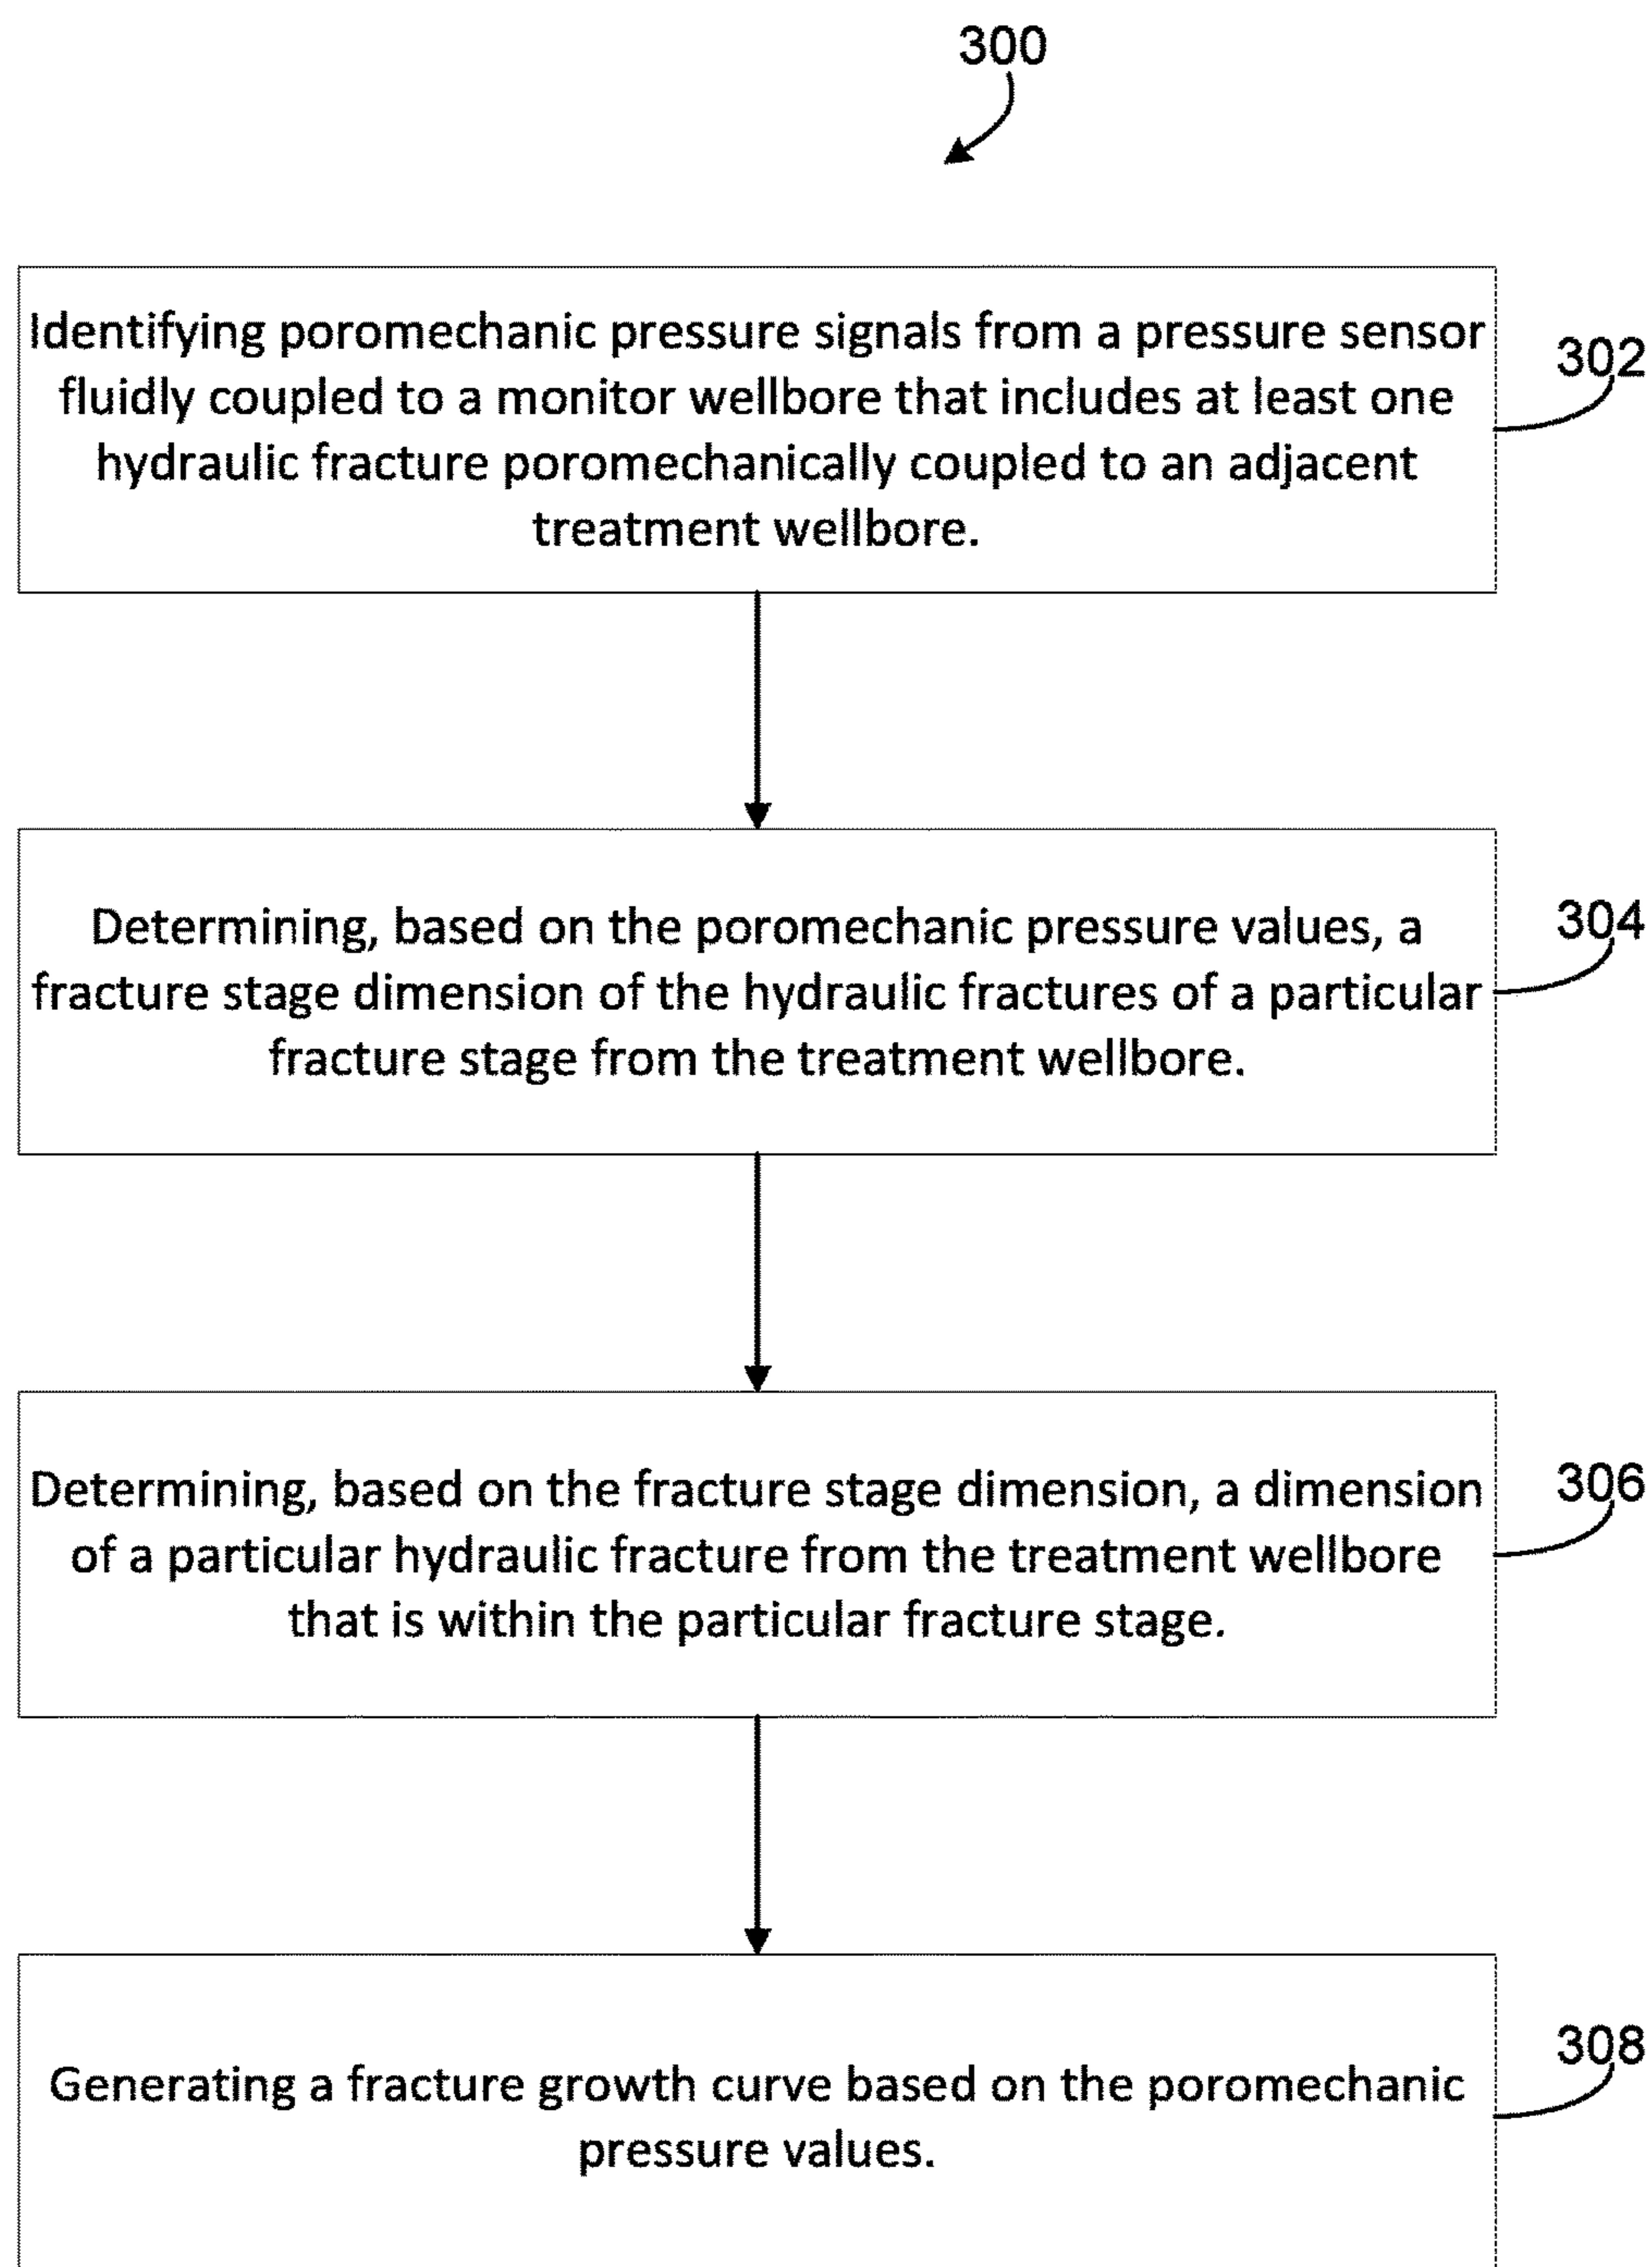 300
Identifying poromechanic pressure signals from a pressure sensor
fluidly coupled to a monitor wellbore that includes at least one
hydraulic fracture poromechanically coupled to an adjacent
treatment wellbore.
302
Determining, based on the poromechanic pressure values, a
fracture stage dimension of the hydraulic fractures of a particular
fracture stage from the treatment wellbore.
304
Determining, based on the fracture stage dimension, a dimension
of a particular hydraulic fracture from the treatment wellbore
that is within the particular fracture stage.
306
Generating a fracture growth curve based on the poromechanic
pressure values.
308